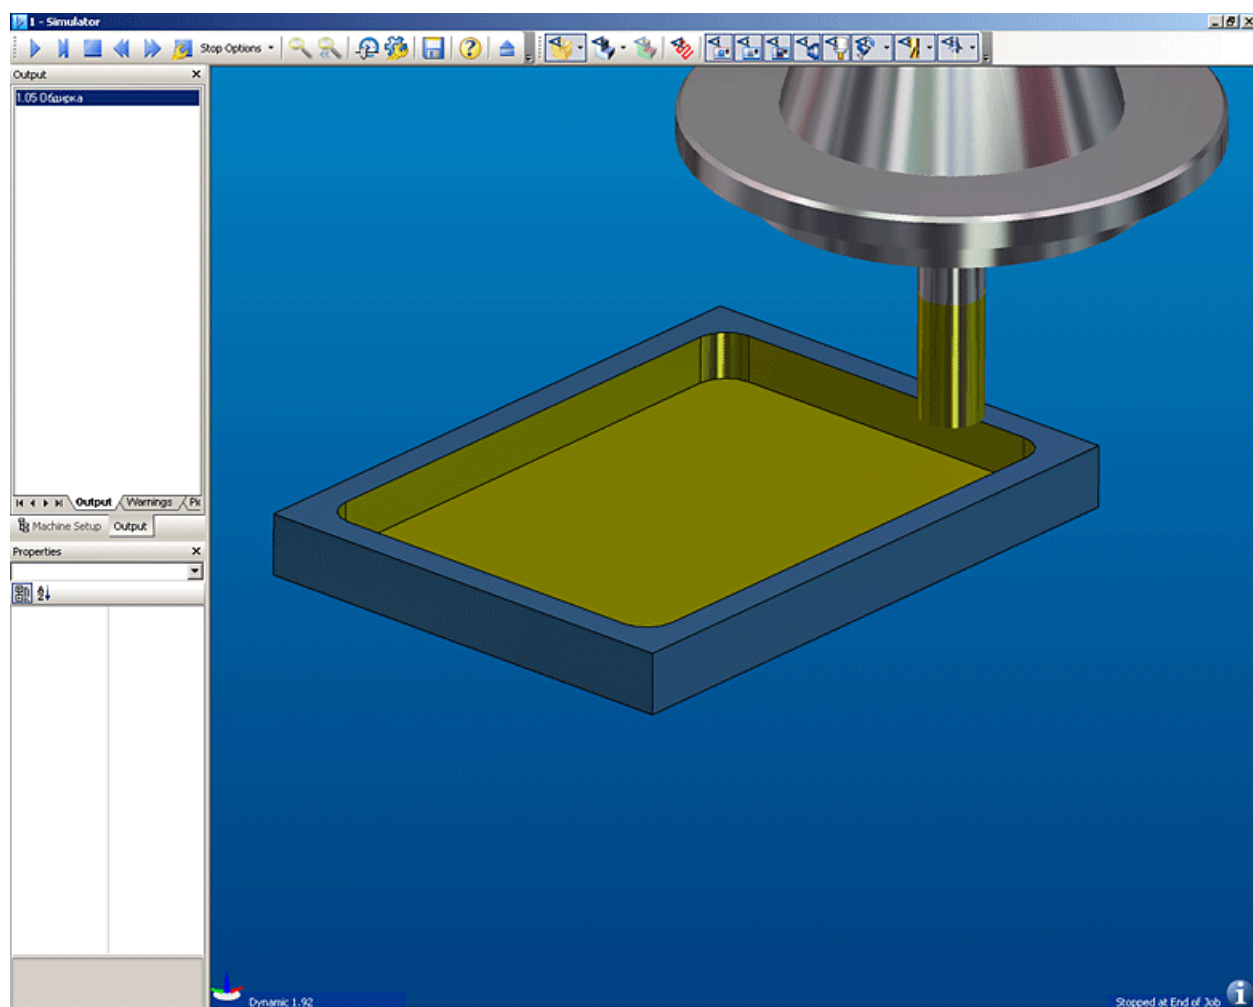 1 - Simulator
Stop Options
Output
1.05 Обдирка
Output Warnings
Machine Setup Output
Properties
Dynamic 1.92
Stopped at End of Job